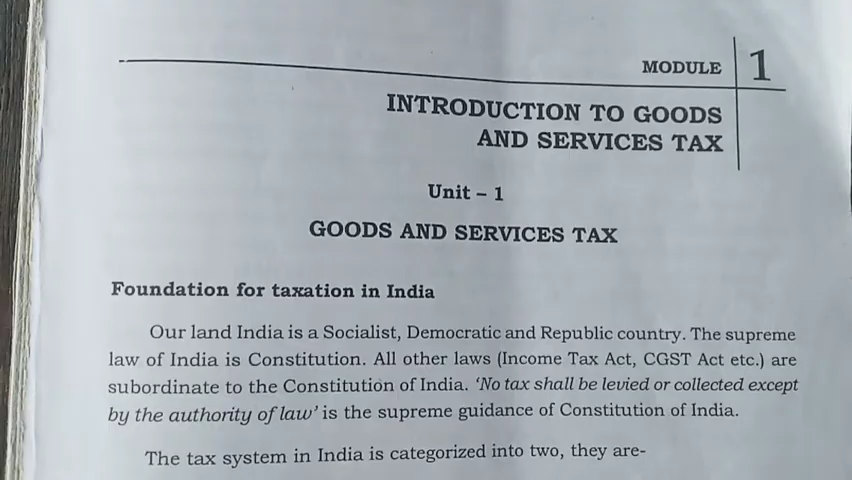 MODULE 1
INTRODUCTION TO GOODS
AND SERVICES TAX
Unit – 1
GOODS AND SERVICES TAX
Foundation for taxation in India
Our land India is a Socialist, Democratic and Republic country. The supreme
law of India is Constitution. All other laws (Income Tax Act, CGST Act etc.) are
subordinate to the Constitution of India. ‘No tax shall be levied or collected except
by the authority of law’ is the supreme guidance of Constitution of India.
The tax system in India is categorized into two, they are-